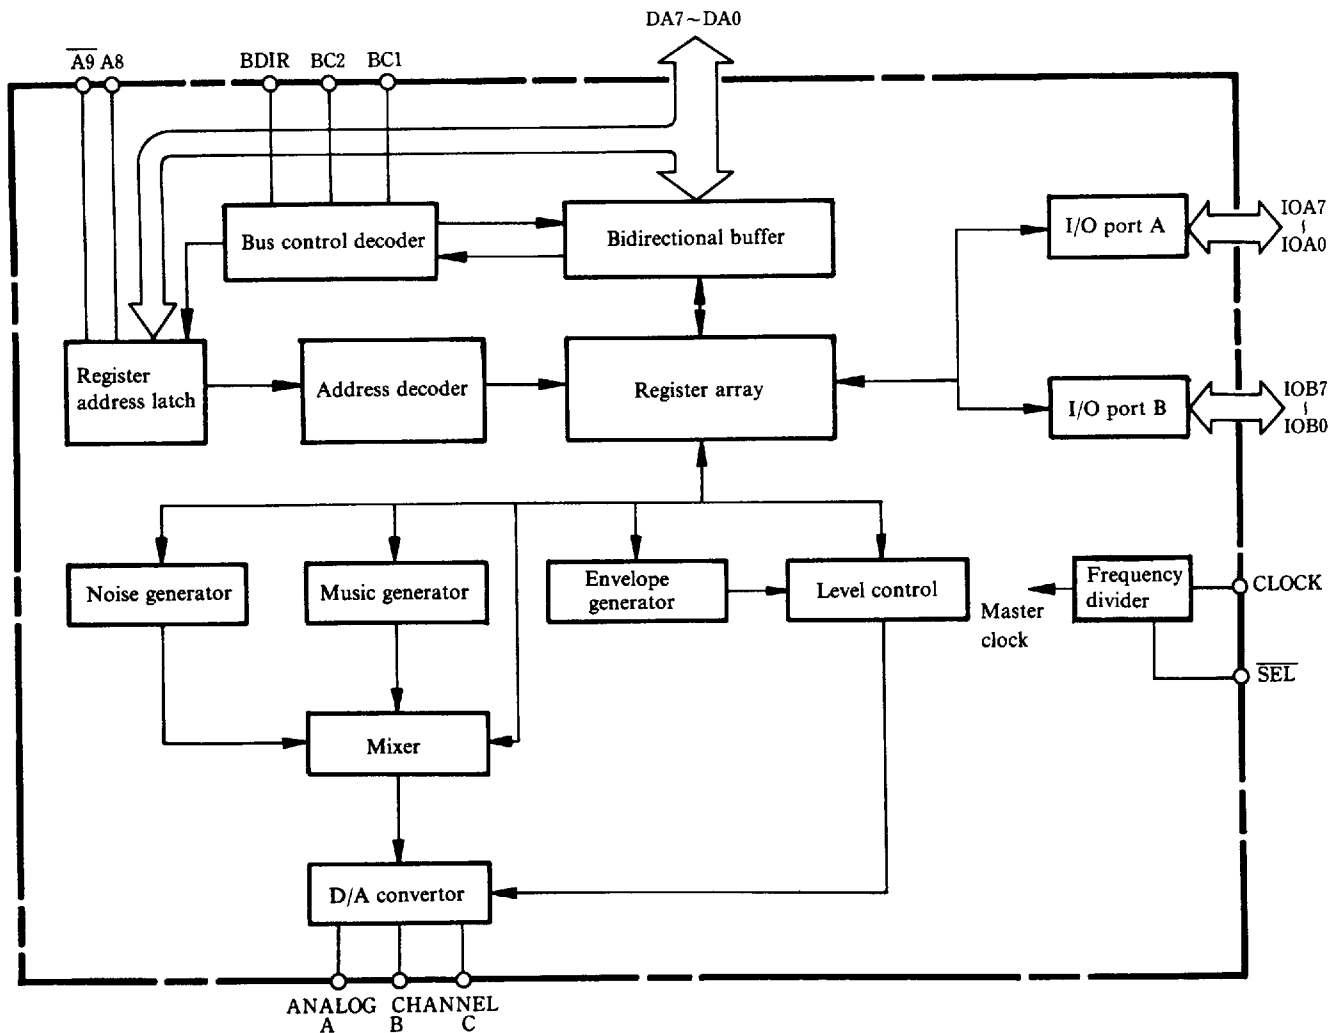 DA7~DA0
A9 A8
BDIR BC2 BC1
Bus control decoder
Bidirectional buffer
I/O port A
IOA7
~
IOA0
Register
address latch
Address decoder
Register array
I/O port B
IOB7
~
IOB0
Noise generator
Music generator
Envelope
generator
Level control
Master
clock
Frequency
divider
CLOCK
SEL
Mixer
D/A convertor
ANALOG CHANNEL
A B C